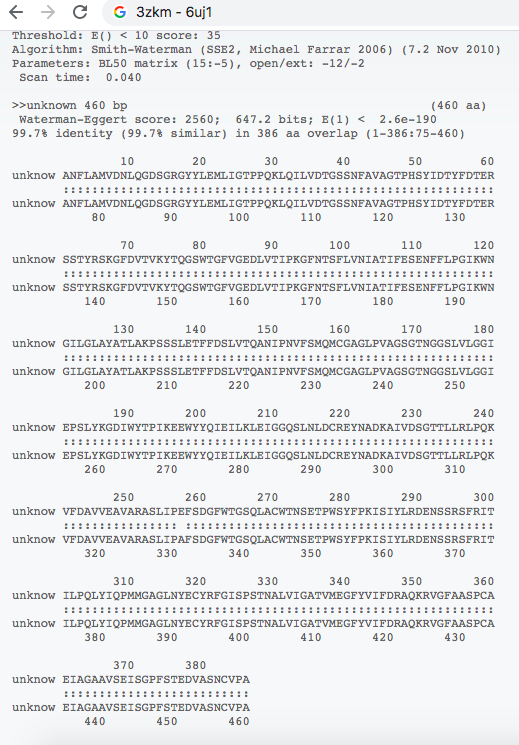 3zkm - 6uj1
Threshold: E() < 10 score: 35
Algorithm: Smith-Waterman (SSE2, Michael Farrar 2006) (7.2 Nov 2010)
Parameters: BL50 matrix (15:-5), open/ext: -12/-2
Scan time: 0.040
>>unknown 460 bp (460 aa)
Waterman-Eggert score: 2560; 647.2 bits; E(1) < 2.6e-190
99.7% identity (99.7% similar) in 386 aa overlap (1-386:75-460)
10 20 30 40 50 60
unknow ANFLAMVDNLQGDSGRGYYLEMLIGTPPQKLQILVDTGSSNFAVAGTPHSYIDTYFDTER
::::::::::::::::::::::::::::::::::::::::::::::::::::::::::::
unknow ANFLAMVDNLQGDSGRGYYLEMLIGTPPQKLQILVDTGSSNFAVAGTPHSYIDTYFDTER
80 90 100 110 120 130
70 80 90 100 110 120
unknow SSTYRSKGFDVTVKYTQGSWTGFVGEDLVTIPKGFNTSFLVNIATIFESENFFLPGIKWN
::::::::::::::::::::::::::::::::::::::::::::::::::::::::::::
unknow SSTYRSKGFDVTVKYTQGSWTGFVGEDLVTIPKGFNTSFLVNIATIFESENFFLPGIKWN
140 150 160 170 180 190
130 140 150 160 170 180
unknow GILGLAYATLAKPSSSLETFFDSLVTQANIPNVFSMQMCGAGLPVAGSGTNGGSLVLGGI
::::::::::::::::::::::::::::::::::::::::::::::::::::::::::::
unknow GILGLAYATLAKPSSSLETFFDSLVTQANIPNVFSMQMCGAGLPVAGSGTNGGSLVLGGI
200 210 220 230 240 250
190 200 210 220 230 240
unknow EPSLYKGDIWYTPIKEEWYYQIEILKLEIGGQSLNLDCREYNADKAIVDSGTTLLRLPQK
::::::::::::::::::::::::::::::::::::::::::::::::::::::::::::
unknow EPSLYKGDIWYTPIKEEWYYQIEILKLEIGGQSLNLDCREYNADKAIVDSGTTLLRLPQK
260 270 280 290 300 310
250 260 270 280 290 300
unknow VFDAVVEAVARASLIPEFSDGFWTGSQLACWTNSETPWSYFPKISIYLRDENSSRSFRIT
:::::::::::::::: :::::::::::::::::::::::::::::::::::::::::::
unknow VFDAVVEAVARASLIPAFSDGFWTGSQLACWTNSETPWSYFPKISIYLRDENSSRSFRIT
320 330 340 350 360 370
310 320 330 340 350 360
unknow ILPQLYIQPMMGAGLNYECYRFGISPSTNALVIGATVMEGFYVIFDRAQKRVGFAASPCA
::::::::::::::::::::::::::::::::::::::::::::::::::::::::::::
unknow ILPQLYIQPMMGAGLNYECYRFGISPSTNALVIGATVMEGFYVIFDRAQKRVGFAASPCA
380 390 400 410 420 430
370 380
unknow EIAGAAVSEISGPFSTEDVASNCVPA
::::::::::::::::::::::::::
unknow EIAGAAVSEISGPFSTEDVASNCVPA
440 450 460